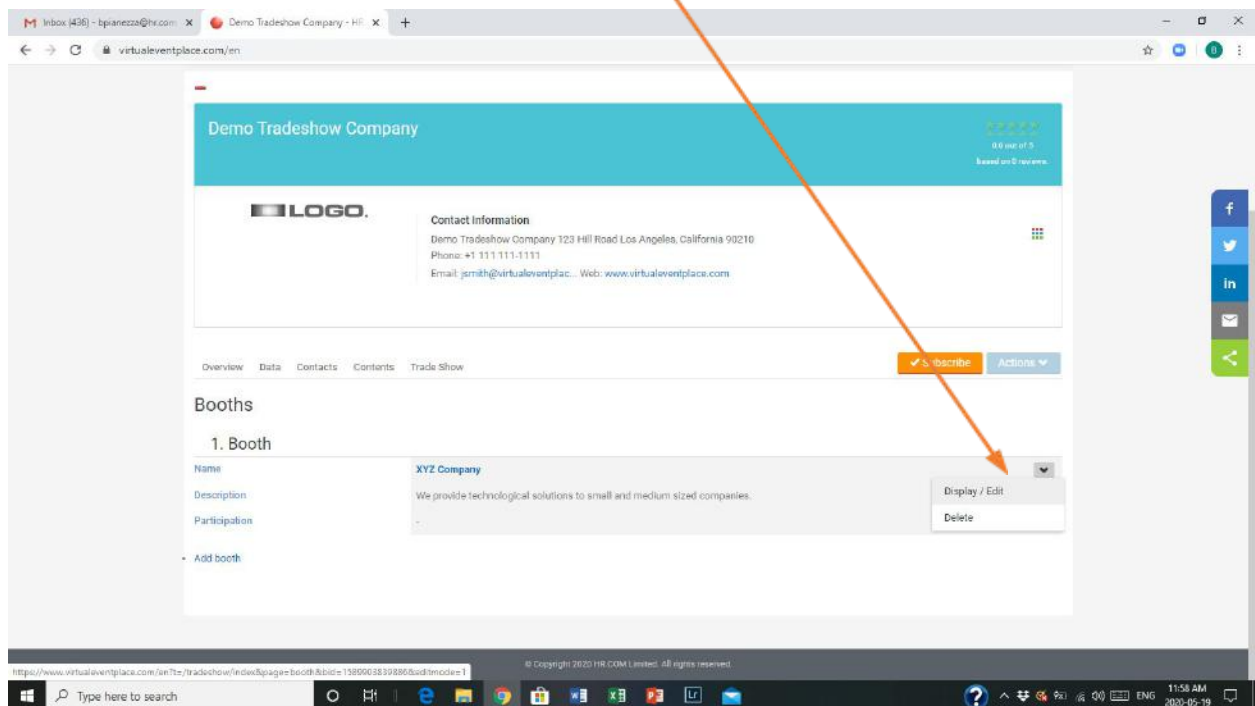 Inbox (436) - bpianezza@hr.com
Demo Tradeshow Company - HR
virtualeventplace.com/en
Demo Tradeshow Company
0.0 out of 5
based on 0 reviews.
LOGO.
Contact Information
Demo Tradeshow Company 123 Hill Road Los Angeles, California 90210
Phone: +1 111 111-1111
Email: jsmith@virtualeventplac... Web: www.virtualeventplace.com
Overview Data Contacts Contents Trade Show
Subscribe Actions
Booths
1. Booth
Name XYZ Company
Description We provide technological solutions to small and medium sized companies.
Display / Edit
Participation -
Delete
Add booth
© Copyright 2020 HR.COM Limited. All rights reserved.
Type here to search
ENG
11:58 AM
2020-05-19